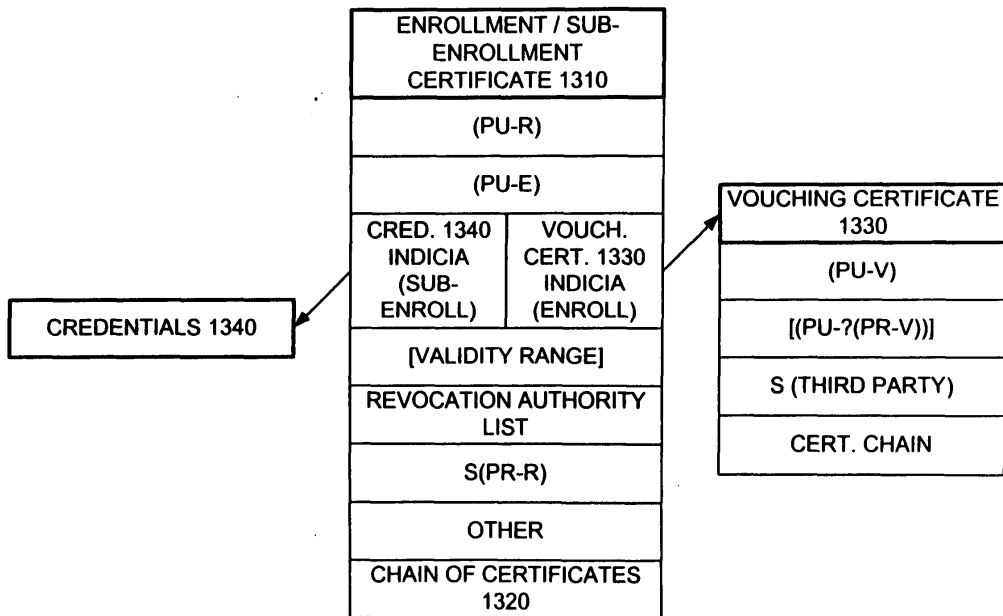 ENROLLMENT / SUB-
ENROLLMENT
CERTIFICATE 1310
(PU-R)
(PU-E)
CRED. 1340
INDICIA
(SUB-
ENROLL)
VOUCH.
CERT. 1330
INDICIA
(ENROLL)
[VALIDITY RANGE]
REVOCATION AUTHORITY
LIST
S(PR-R)
OTHER
CHAIN OF CERTIFICATES
1320
CREDENTIALS 1340
VOUCHING CERTIFICATE
1330
(PU-V)
[(PU-?(PR-V))]
S (THIRD PARTY)
CERT. CHAIN